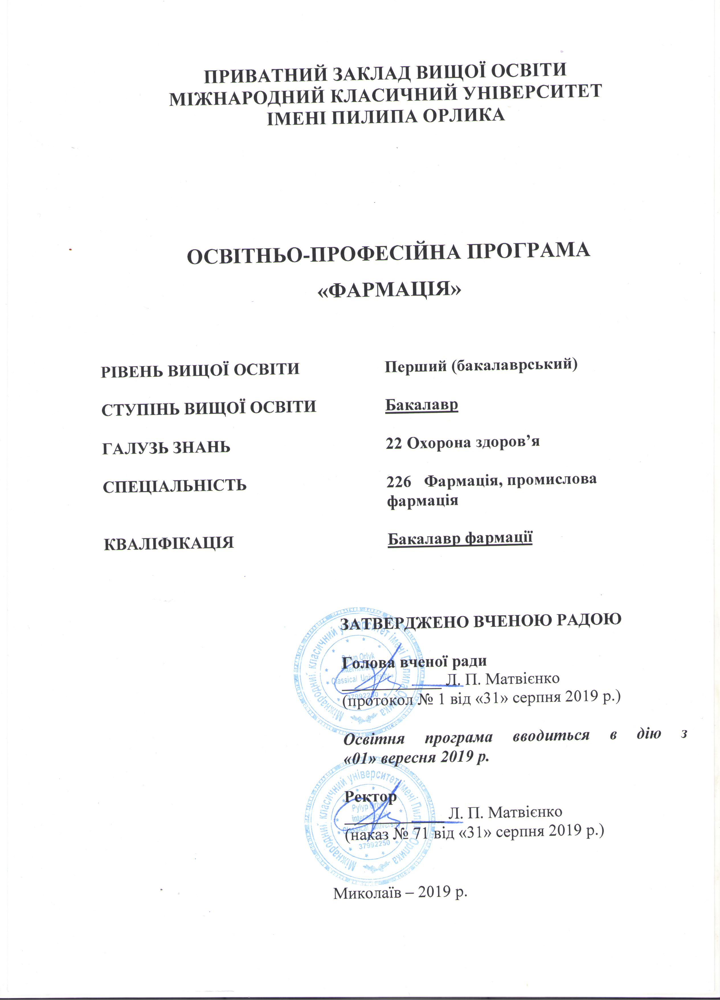 ПРИВАТНИЙ ЗАКЛАД ВИЩОЇ ОСВІТИ
МІЖНАРОДНИЙ КЛАСИЧНИЙ УНІВЕРСИТЕТ
ІМЕНІ ПИЛИПА ОРЛИКА
ОСВІТНЬО-ПРОФЕСІЙНА ПРОГРАМА
«ФАРМАЦІЯ»
РІВЕНЬ ВИЩОЇ ОСВІТИ Перший (бакалаврський)
СТУПІНЬ ВИЩОЇ ОСВІТИ Бакалавр
ГАЛУЗЬ ЗНАНЬ 22 Охорона здоров’я
СПЕЦІАЛЬНІСТЬ 226 Фармація, промислова
фармація
КВАЛІФІКАЦІЯ Бакалавр фармації
ЗАТВЕРДЖЕНО ВЧЕНОЮ РАДОЮ
Голова вченої ради
Л. П. Матвієнко
(протокол № 1 від «31» серпня 2019 р.)
Міжнародний класичний університет імені Пилипа Орлика
Pylyp Orlyk
International
Classical University
37992250
Освітня програма вводиться в дію з
«01» вересня 2019 р.
Ректор
Л. П. Матвієнко
(наказ № 71 від «31» серпня 2019 р.)
Міжнародний класичний університет імені Пилипа Орлика
Pylyp Orlyk
International
Classical University
37992250
Миколаїв – 2019 р.